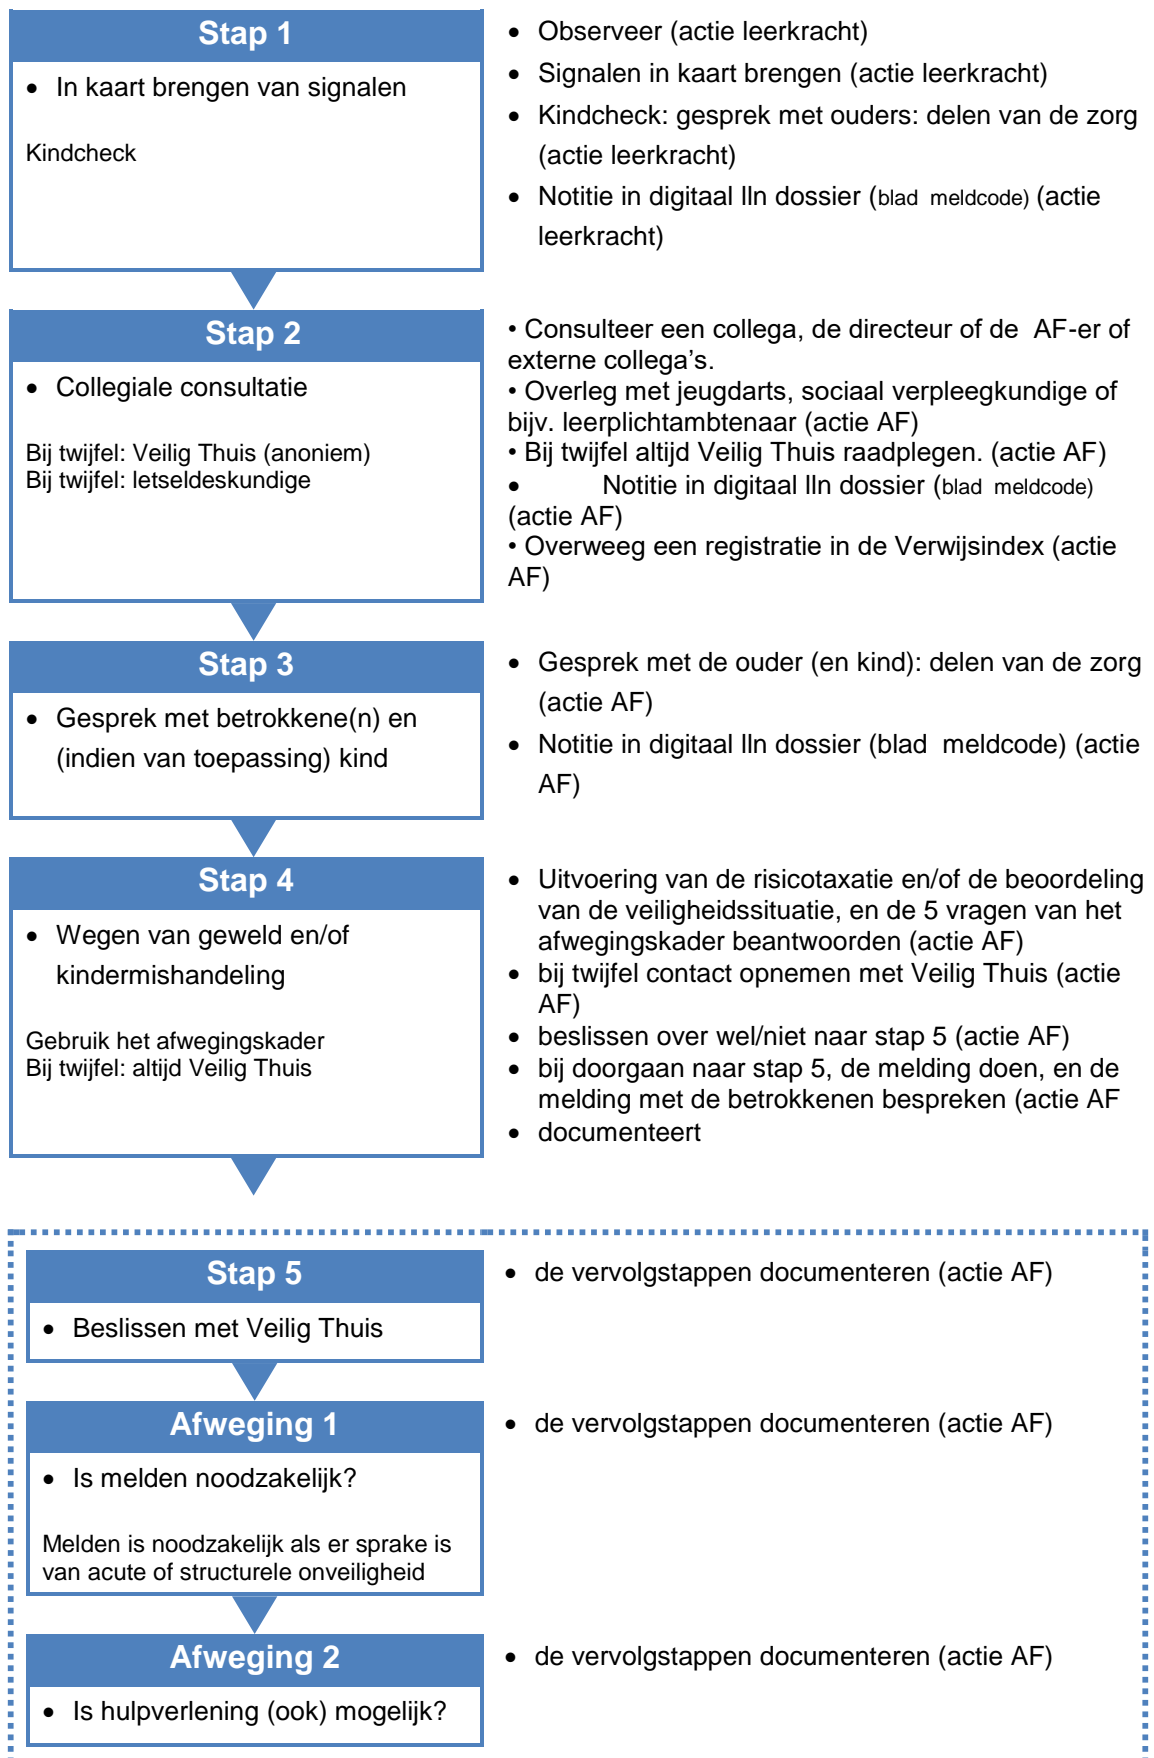 Stap 1
• In kaart brengen van signalen
Kindcheck
• Observeer (actie leerkracht)
• Signalen in kaart brengen (actie leerkracht)
• Kindcheck: gesprek met ouders: delen van de zorg
(actie leerkracht)
• Notitie in digitaal lln dossier (blad meldcode) (actie
leerkracht)
Stap 2
• Collegiale consultatie
Bij twijfel: Veilig Thuis (anoniem)
Bij twijfel: letseldeskundige
• Consulteer een collega, de directeur of de AF-er of
externe collega's.
• Overleg met jeugdarts, sociaal verpleegkundige of
bijv. leerplichtambtenaar (actie AF)
• Bij twijfel altijd Veilig Thuis raadplegen. (actie AF)
• Notitie in digitaal lln dossier (blad meldcode)
(actie AF)
• Overweeg een registratie in de Verwijsindex (actie
AF)
Stap 3
• Gesprek met betrokkene(n) en
(indien van toepassing) kind
• Gesprek met de ouder (en kind): delen van de zorg
(actie AF)
• Notitie in digitaal lln dossier (blad meldcode) (actie
AF)
Stap 4
• Wegen van geweld en/of
kindermishandeling
Gebruik het afwegingskader
Bij twijfel: altijd Veilig Thuis
• Uitvoering van de risicotaxatie en/of de beoordeling
van de veiligheidssituatie, en de 5 vragen van het
afwegingskader beantwoorden (actie AF)
• bij twijfel contact opnemen met Veilig Thuis (actie
AF)
• beslissen over wel/niet naar stap 5 (actie AF)
• bij doorgaan naar stap 5, de melding doen, en de
melding met de betrokkenen bespreken (actie AF
• documenteert
Stap 5
• Beslissen met Veilig Thuis
• de vervolgstappen documenteren (actie AF)
Afweging 1
• Is melden noodzakelijk?
Melden is noodzakelijk als er sprake is
van acute of structurele onveiligheid
• de vervolgstappen documenteren (actie AF)
Afweging 2
• Is hulpverlening (ook) mogelijk?
• de vervolgstappen documenteren (actie AF)